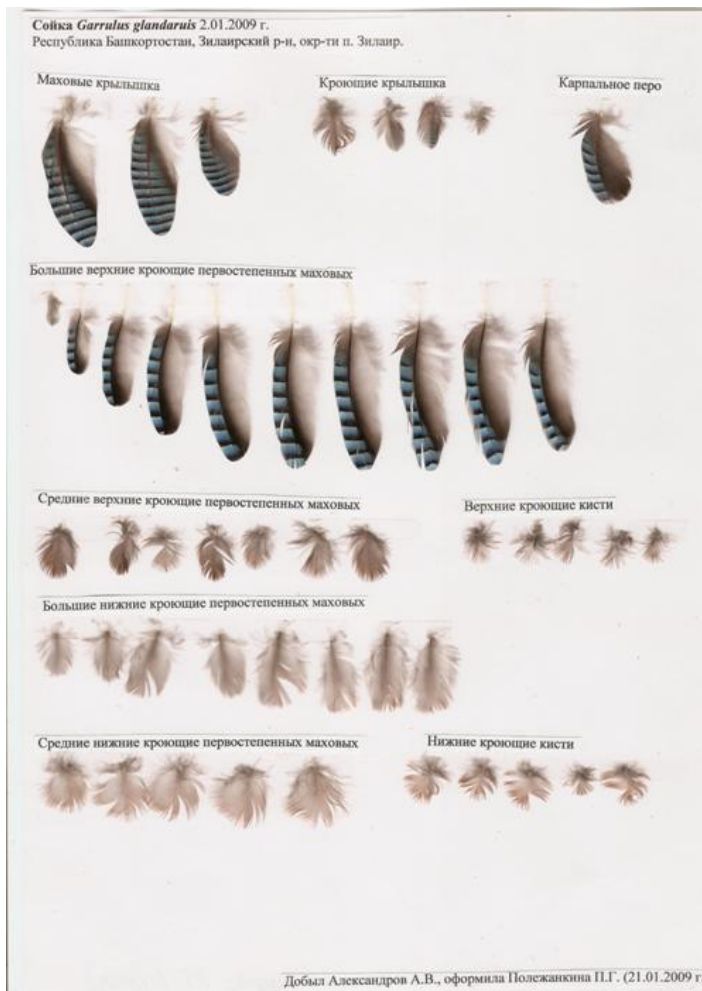 Сойка Garrulus glandaruis 2.01.2009 г.
Республика Башкортостан, Зилаирский р-н, окр-ти п. Зилаир.
Маховые крылышка
Кроющие крылышка
Карпальное перо
Большие верхние кроющие первостепенных маховых
Средние верхние кроющие первостепенных маховых
Верхние кроющие кисти
Большие нижние кроющие первостепенных маховых
Средние нижние кроющие первостепенных маховых
Нижние кроющие кисти
Добыл Александров А.В., оформила Полежанкина П.Г. (21.01.2009 г